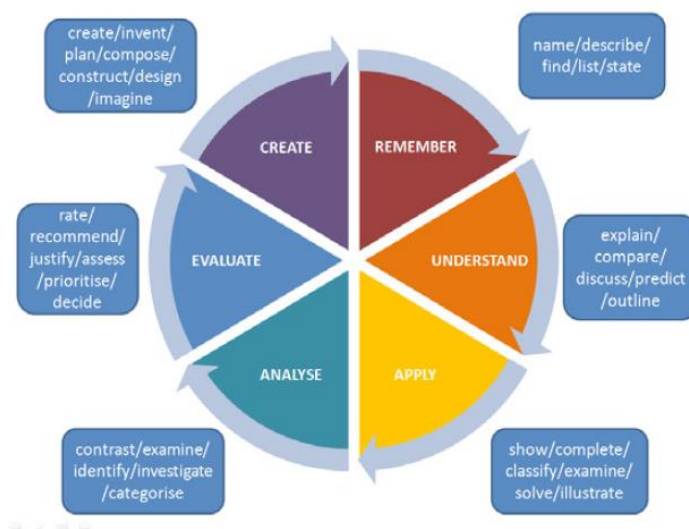 create/invent/
plan/compose/
construct/design
/imagine
name/describe/
find/list/state
CREATE
REMEMBER
rate/
recommend/
justify/assess
/prioritise/
decide
EVALUATE
UNDERSTAND
explain/
compare/
discuss/predict
/outline
ANALYSE
APPLY
contrast/examine/
identify/investigate
/categorise
show/complete/
classify/examine/
solve/illustrate